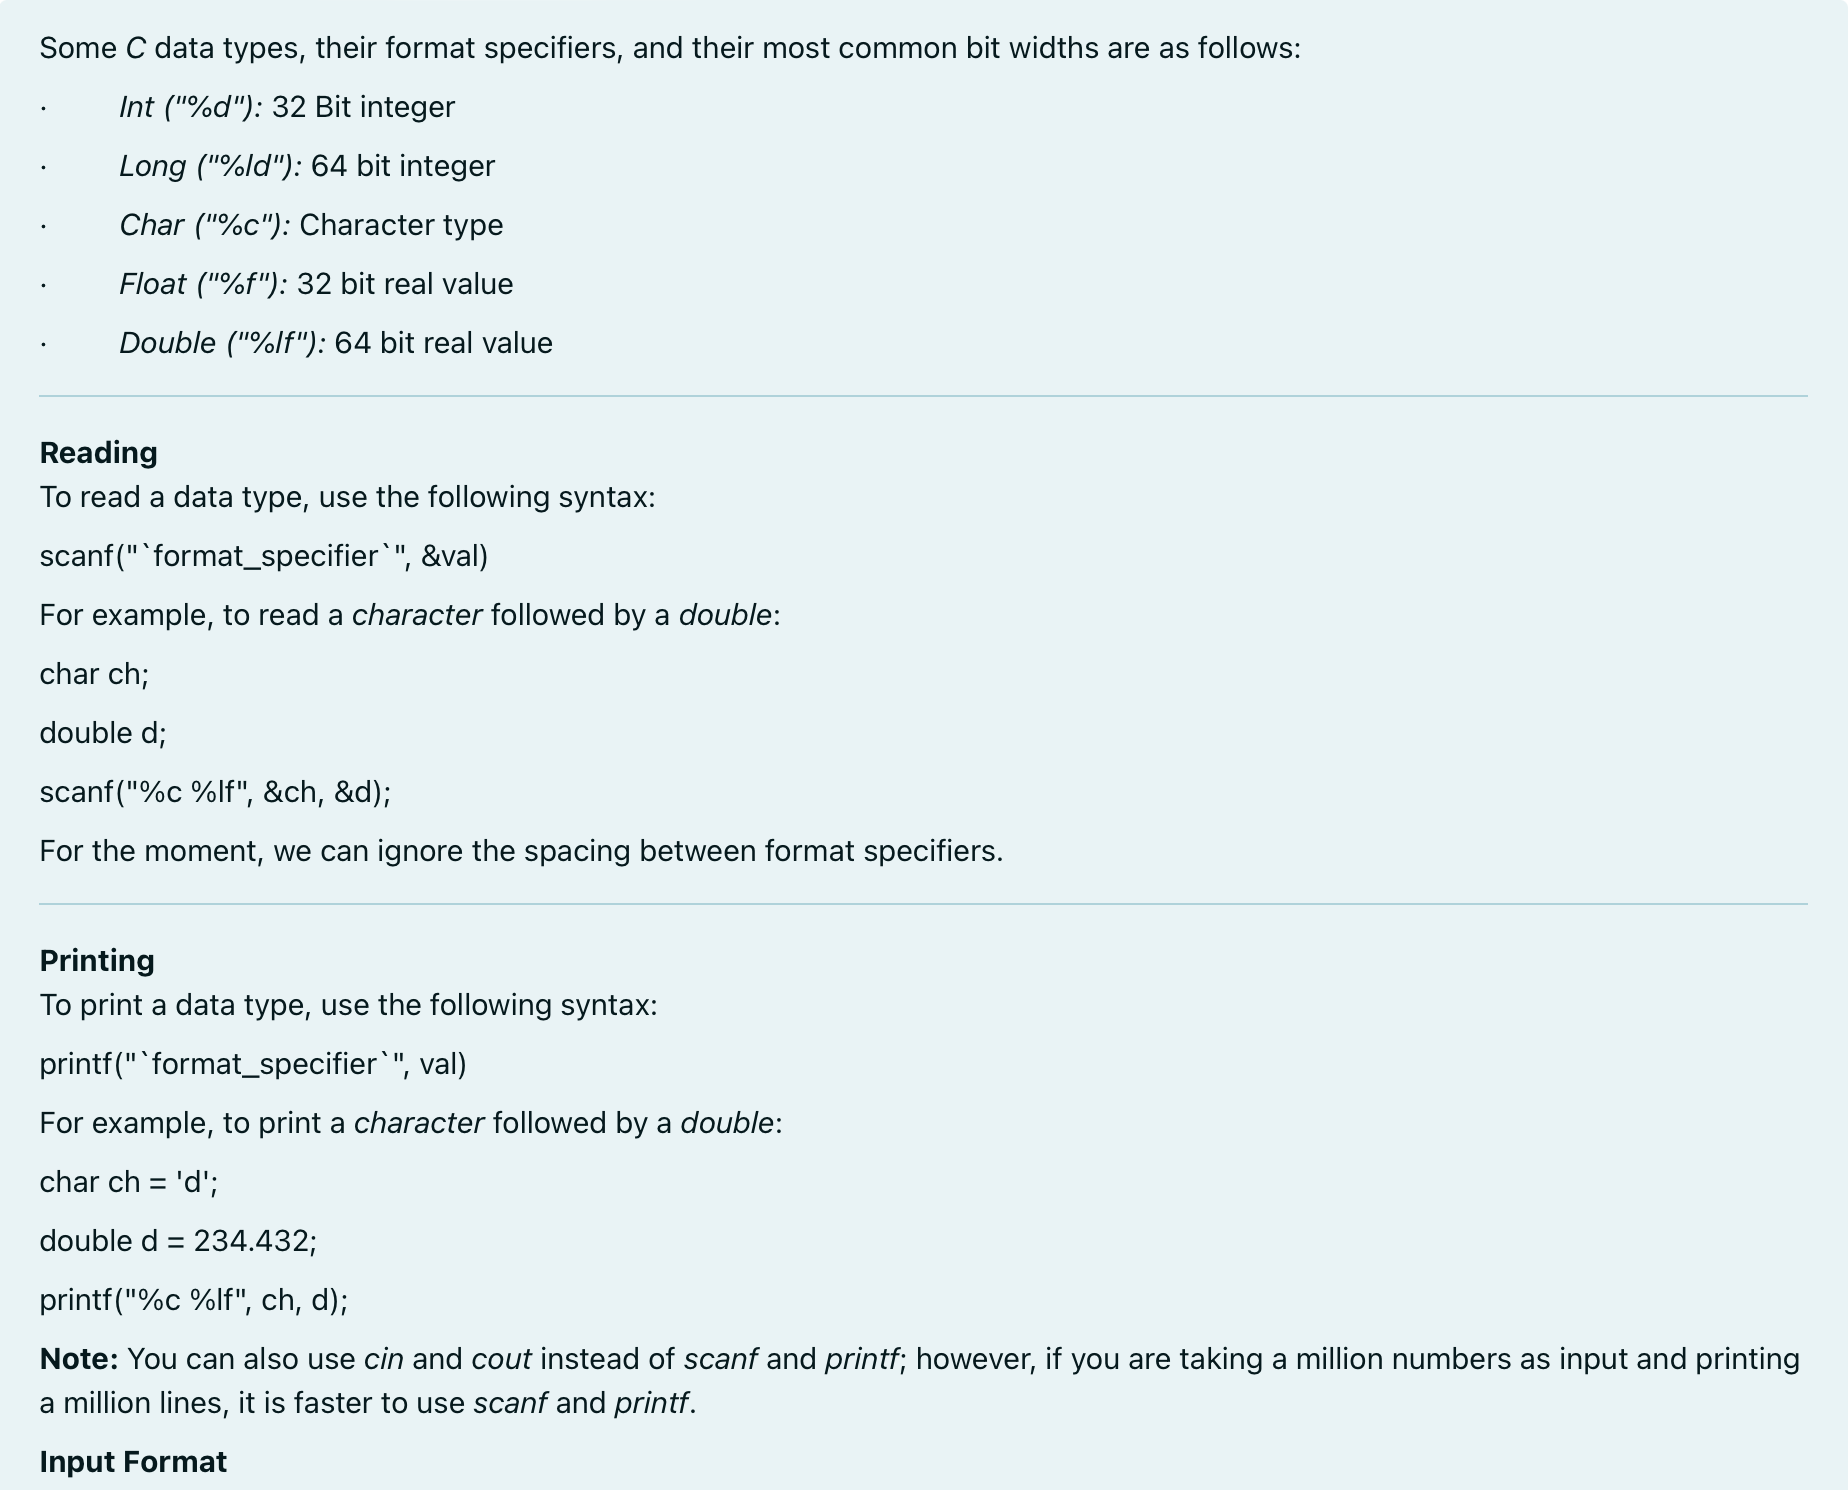 Some C data types, their format specifiers, and their most common bit widths are as follows:
· Int ("%d"): 32 Bit integer
· Long ("%ld"): 64 bit integer
· Char ("%c"): Character type
· Float ("%f"): 32 bit real value
· Double ("%lf"): 64 bit real value
Reading
To read a data type, use the following syntax:
scanf("`format_specifier`", &val)
For example, to read a character followed by a double:
char ch;
double d;
scanf("%c %lf", &ch, &d);
For the moment, we can ignore the spacing between format specifiers.
Printing
To print a data type, use the following syntax:
printf("`format_specifier`", val)
For example, to print a character followed by a double:
char ch = 'd';
double d = 234.432;
printf("%c %lf", ch, d);
Note: You can also use cin and cout instead of scanf and printf; however, if you are taking a million numbers as input and printing
a million lines, it is faster to use scanf and printf.
Input Format